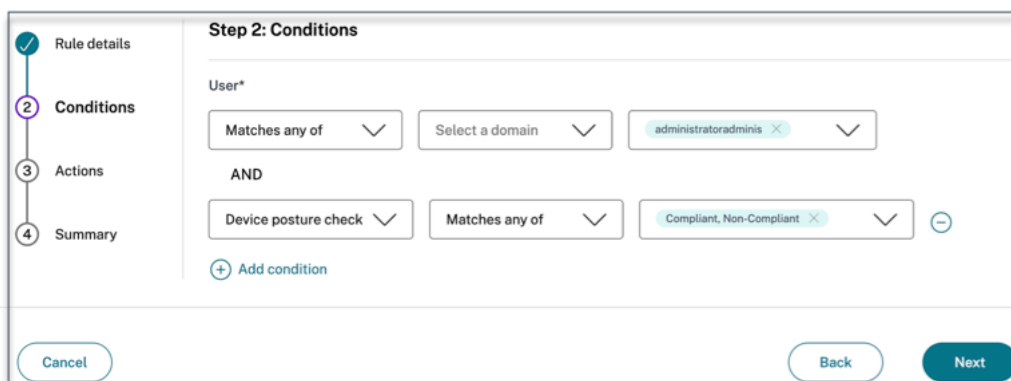 Rule details
2 Conditions
3 Actions
4 Summary
Step 2: Conditions
User*
Matches any of Select a domain administratoradminis
AND
Device posture check Matches any of Compliant, Non-Compliant
Add condition
Cancel Back Next